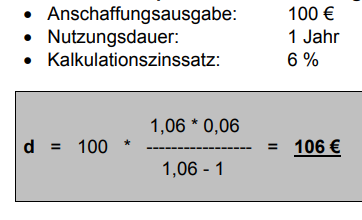 • Anschaffungsausgabe: 100 €
• Nutzungsdauer: 1 Jahr
• Kalkulationszinssatz: 6 %
1,06 * 0,06
d = 100 * ----------------- = 106 €
1,06 - 1